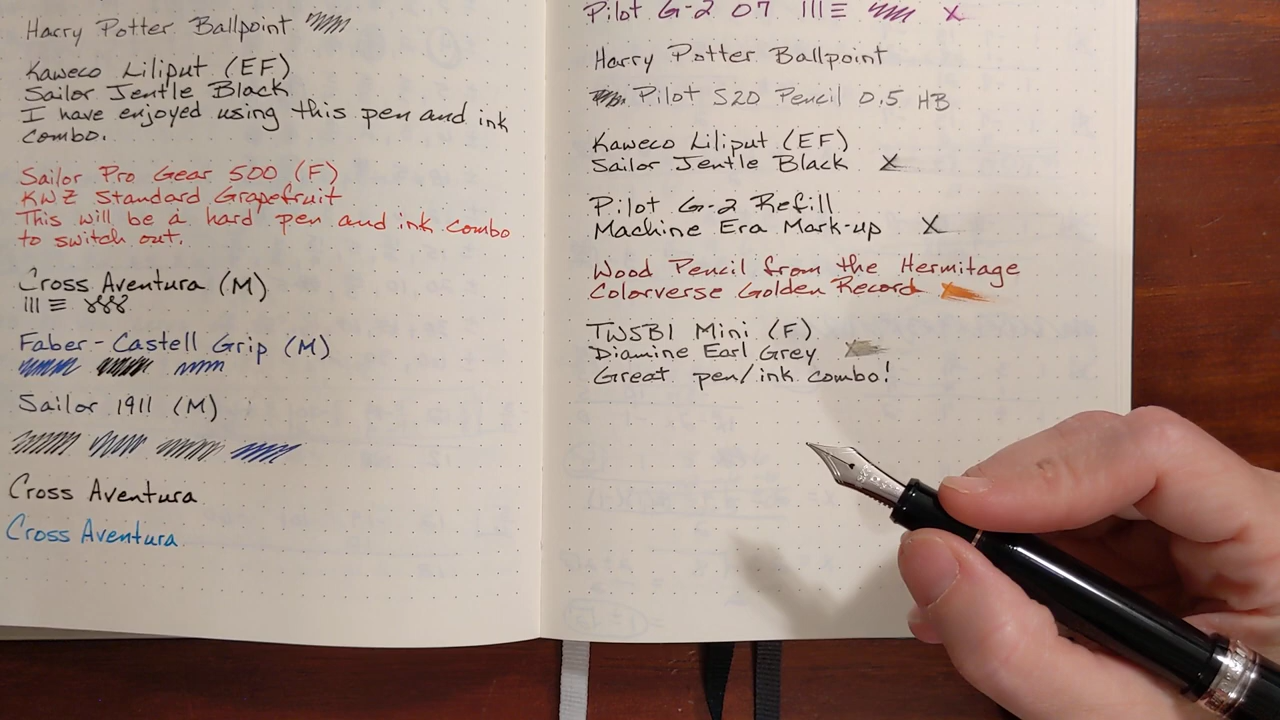 Harry Potter Ballpoint
Kaweco Liliput (EF)
Sailor Jentle Black
I have enjoyed using this pen and ink
combo.
Sailor Pro Gear 500 (F)
KWZ Standard Grapefruit
This will be a hard pen and ink combo
to switch out.
Cross Aventura (M)
Faber-Castell Grip (M)
Sailor 1911 (M)
Cross Aventura
Cross Aventura
Pilot G-2 07
Harry Potter Ballpoint
Pilot S20 Pencil 0.5 HB
Kaweco Liliput (EF)
Sailor Jentle Black X
Pilot G-2 Refill
Machine Era Mark-up X
Wood Pencil from the Hermitage
Colorverse Golden Record
TWSBI Mini (F)
Diamine Earl Grey
Great pen/ink combo!